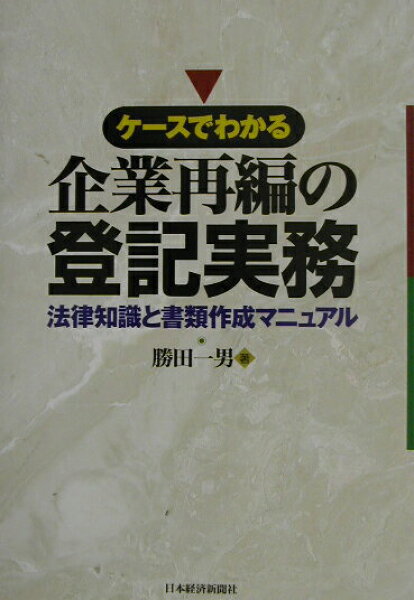 ケースでわかる
企業再編の
登記実務
法律知識と書類作成マニュアル
勝田一男 著
日本経済新聞社